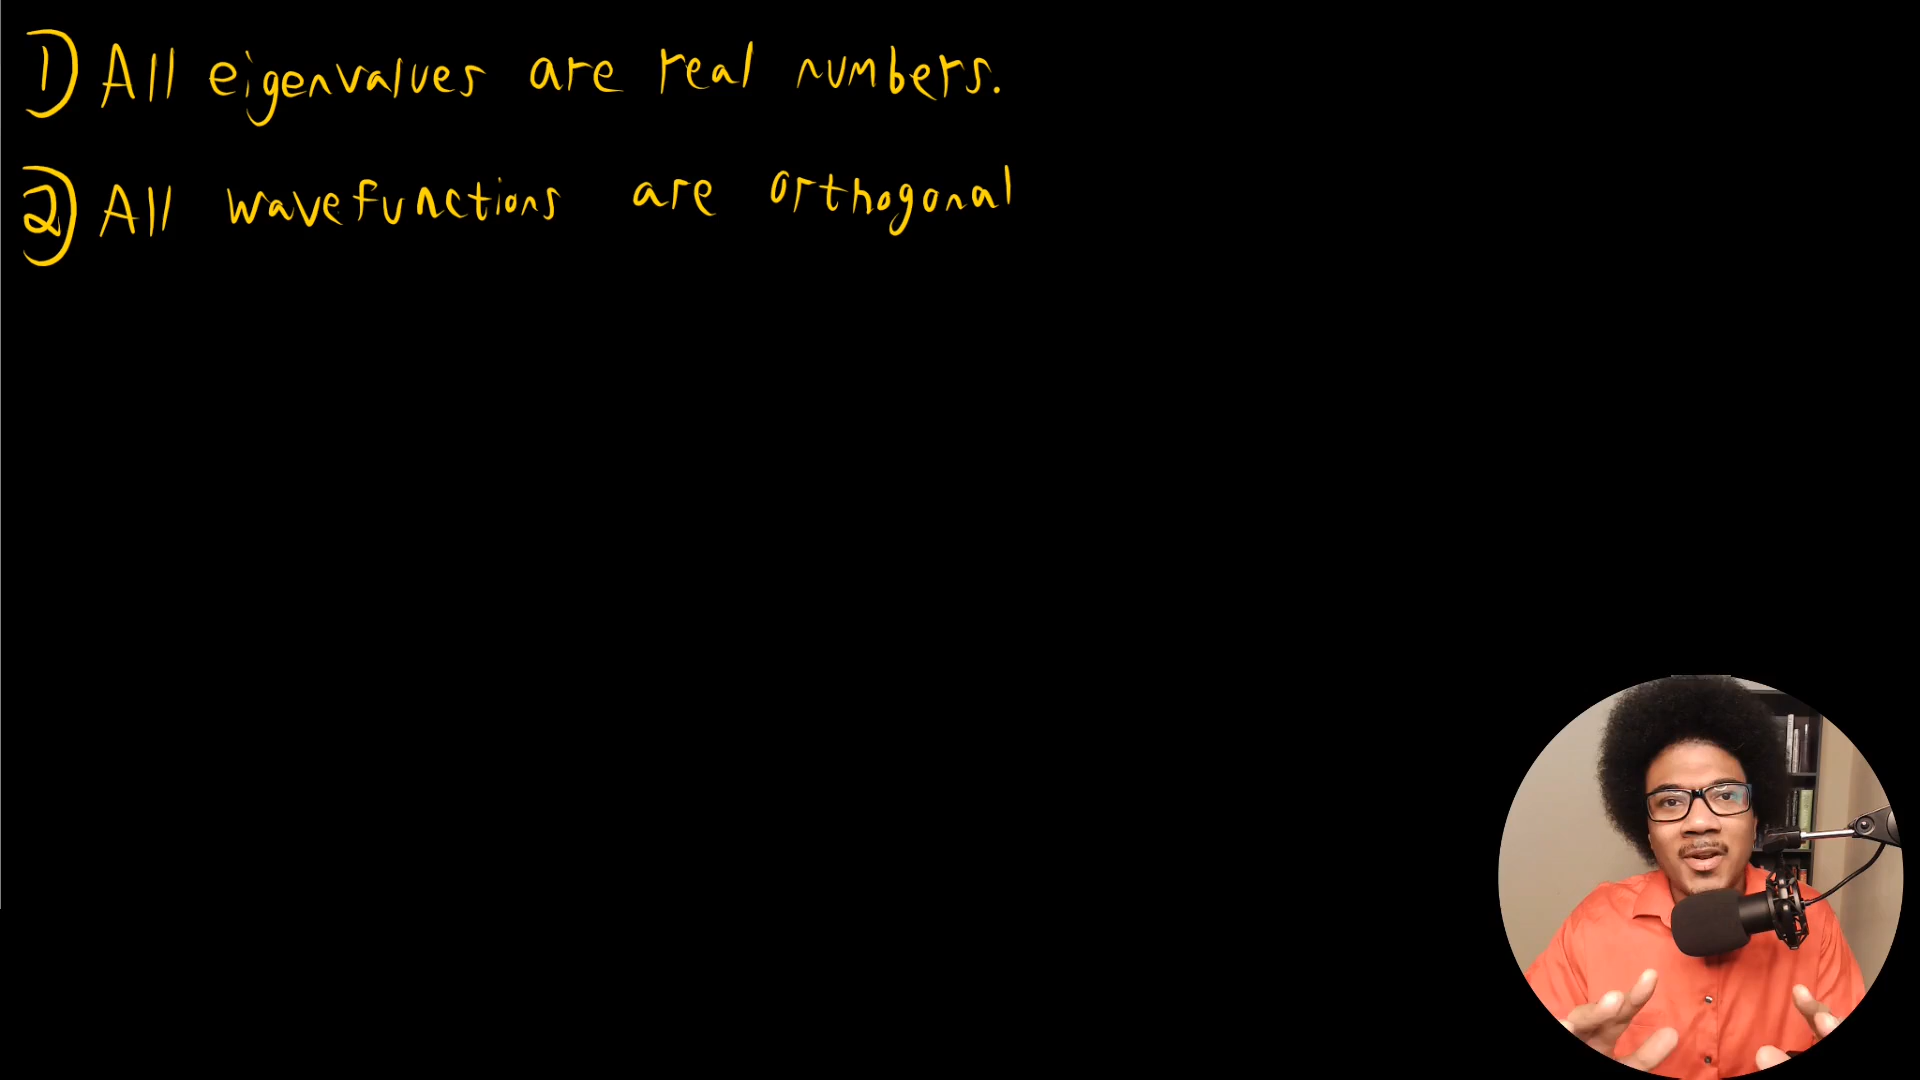 1) All eigenvalues are real numbers.
2) All wavefunctions are orthogonal